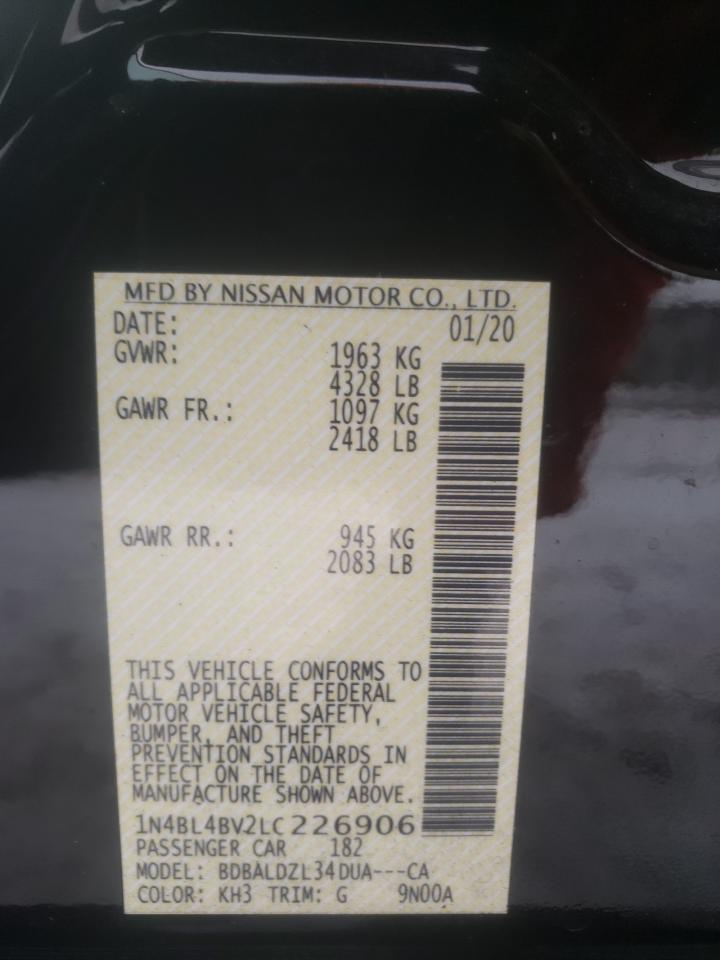 MFD BY NISSAN MOTOR CO., LTD.
DATE: 01/20
GVWR: 1963 KG
4328 LB
GAWR FR.: 1097 KG
2418 LB
GAWR RR.: 945 KG
2083 LB
THIS VEHICLE CONFORMS TO
ALL APPLICABLE FEDERAL
MOTOR VEHICLE SAFETY,
BUMPER, AND THEFT
PREVENTION STANDARDS IN
EFFECT ON THE DATE OF
MANUFACTURE SHOWN ABOVE.
1N4BL4BV2LC226906
PASSENGER CAR 182
MODEL: BDBALDZL34DUA---CA
COLOR: KH3 TRIM: G 9N00A